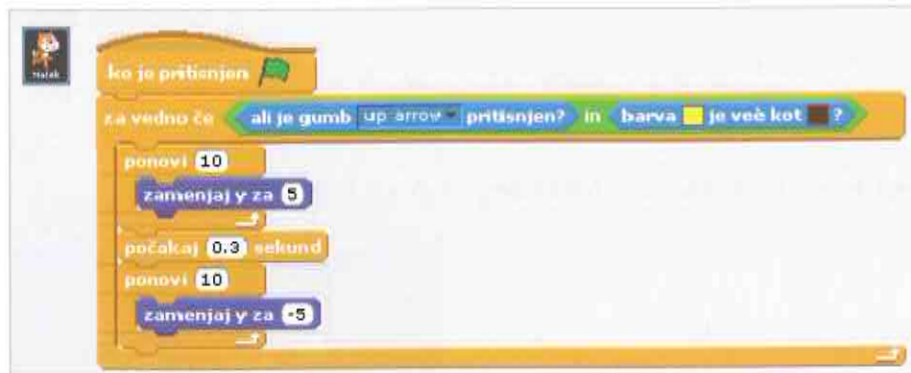 Maček
ko je pritisnjen
za vedno če ali je gumb up arrow pritisnjen? in barva je več kot ?
ponovi 10
zamenjaj y za 5
počakaj 0.3 sekund
ponovi 10
zamenjaj y za -5